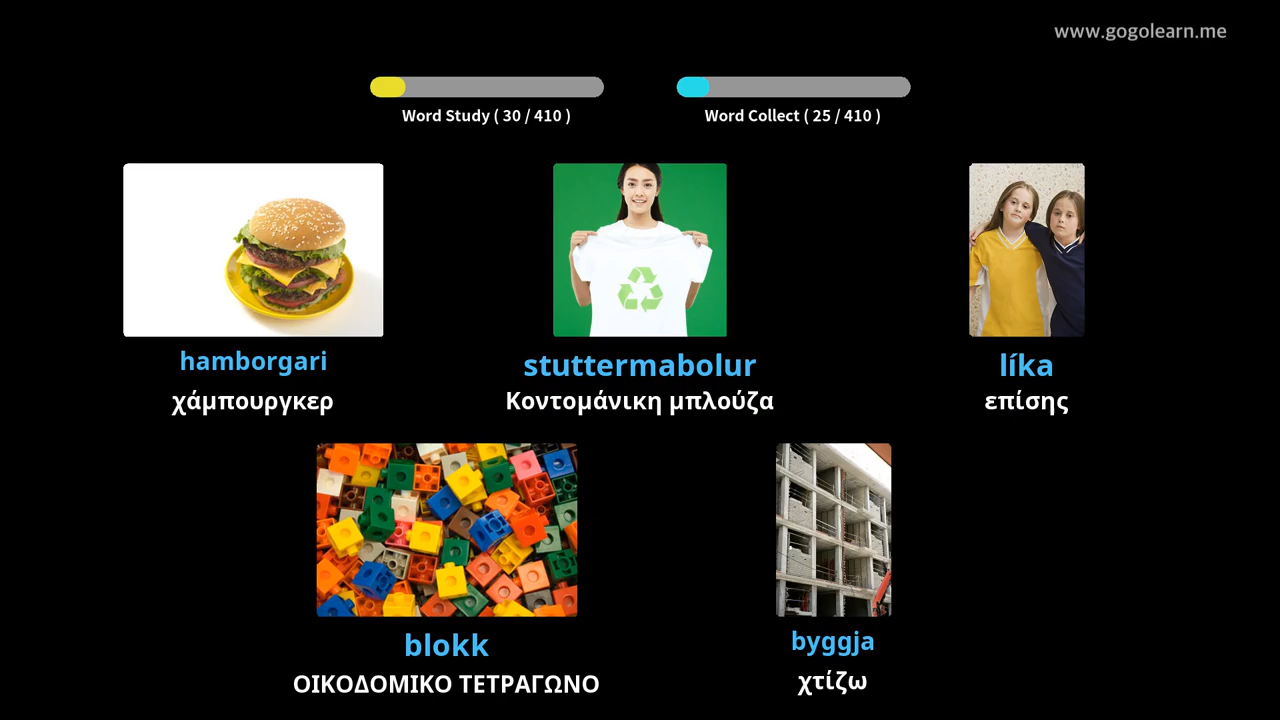 www.gogolearn.me
Word Study ( 30 / 410 )
Word Collect ( 25 / 410 )
hamborgari
χάμπουργκερ
stuttermabolur
Κοντομάνικη μπλούζα
líka
επίσης
blokk
ΟΙΚΟΔΟΜΙΚΟ ΤΕΤΡΑΓΩΝΟ
byggja
χτίζω